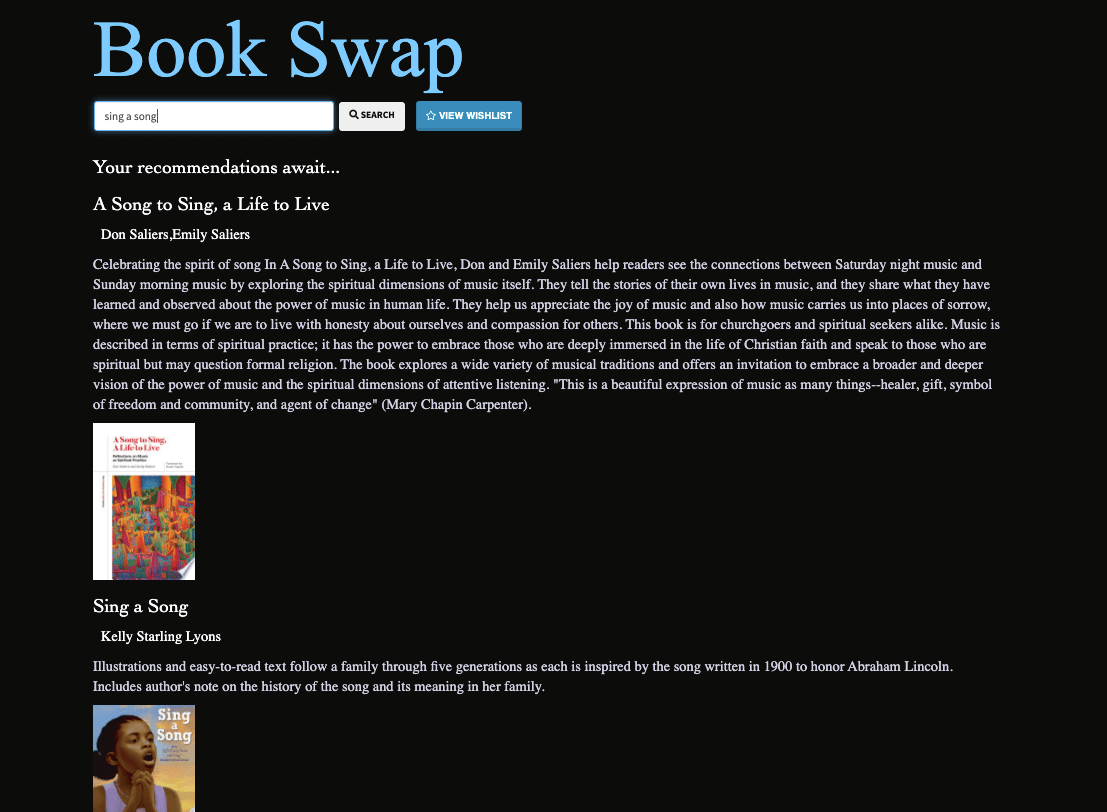 Book Swap
sing a song
SEARCH
VIEW WISHLIST
Your recommendations await...
A Song to Sing, a Life to Live
Don Saliers,Emily Saliers
Celebrating the spirit of song In A Song to Sing, a Life to Live, Don and Emily Saliers help readers see the connections between Saturday night music and
Sunday morning music by exploring the spiritual dimensions of music itself. They tell the stories of their own lives in music, and they share what they have
learned and observed about the power of music in human life. They help us appreciate the joy of music and also how music carries us into places of sorrow,
where we must go if we are to live with honesty about ourselves and compassion for others. This book is for churchgoers and spiritual seekers alike. Music is
described in terms of spiritual practice; it has the power to embrace those who are deeply immersed in the life of Christian faith and speak to those who are
spiritual but may question formal religion. The book explores a wide variety of musical traditions and offers an invitation to embrace a broader and deeper
vision of the power of music and the spiritual dimensions of attentive listening. "This is a beautiful expression of music as many things--healer, gift, symbol
of freedom and community, and agent of change" (Mary Chapin Carpenter).
A Song to Sing,
A Life to Live
Reflections on Music
as Spiritual Practice
Sing a Song
Kelly Starling Lyons
Illustrations and easy-to-read text follow a family through five generations as each is inspired by the song written in 1900 to honor Abraham Lincoln.
Includes author's note on the history of the song and its meaning in her family.
Sing
a
Song